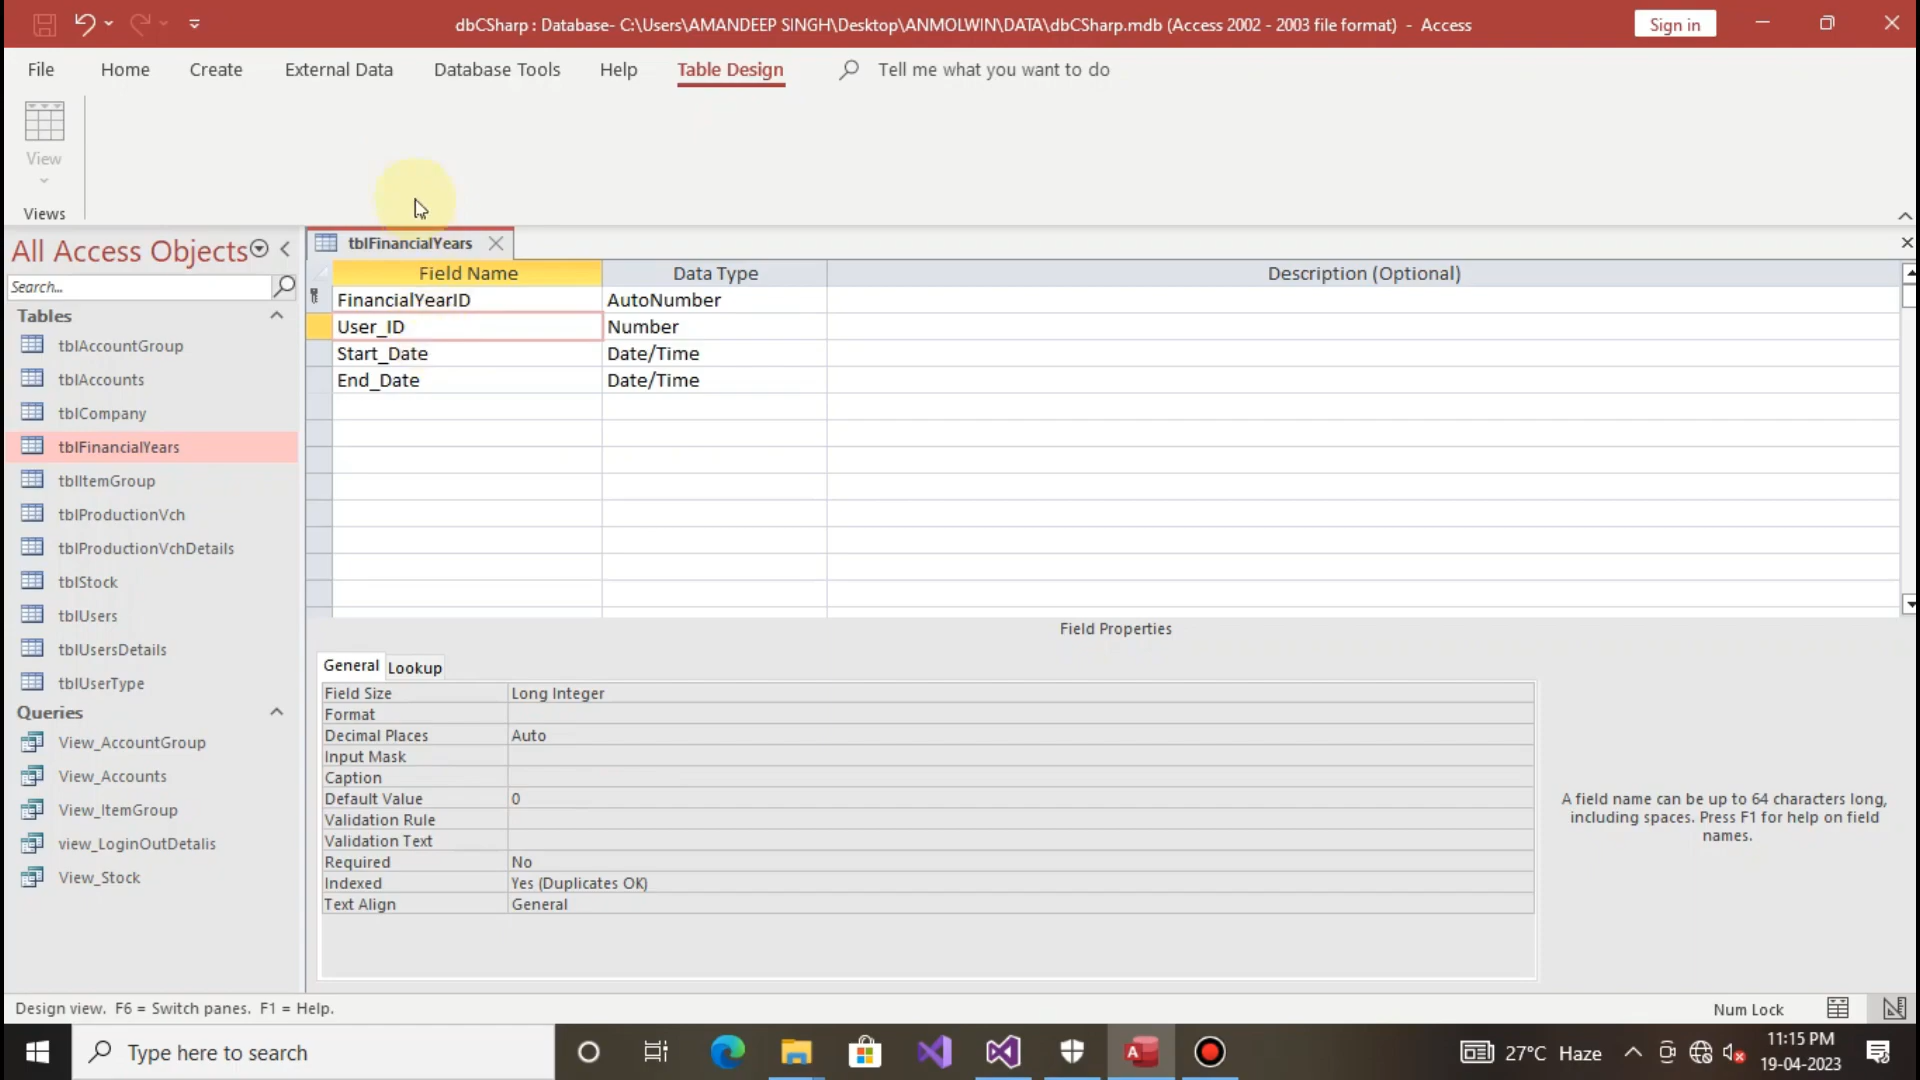 dbCSharp : Database- C:\Users\AMANDEEP SINGH\Desktop\ANMOLWIN\DATA\dbCSharp.mdb (Access 2002 - 2003 file format) - Access
Sign in
File Home Create External Data Database Tools Help Table Design Tell me what you want to do
View
Views
All Access Objects
Search...
Tables
tblAccountGroup
tblAccounts
tblCompany
tblFinancialYears
tblItemGroup
tblProductionVch
tblProductionVchDetails
tblStock
tblUsers
tblUsersDetails
tblUserType
Queries
View_AccountGroup
View_Accounts
View_ItemGroup
view_LoginOutDetalis
View_Stock
tblFinancialYears
Field Name Data Type Description (Optional)
FinancialYearID AutoNumber
User_ID Number
Start_Date Date/Time
End_Date Date/Time
Field Properties
General Lookup
Field Size Long Integer
Format
Decimal Places Auto
Input Mask
Caption
Default Value 0
Validation Rule
Validation Text
Required No
Indexed Yes (Duplicates OK)
Text Align General
A field name can be up to 64 characters long,
including spaces. Press F1 for help on field
names.
Design view. F6 = Switch panes. F1 = Help.
Num Lock
Type here to search
27°C Haze
11:15 PM
19-04-2023